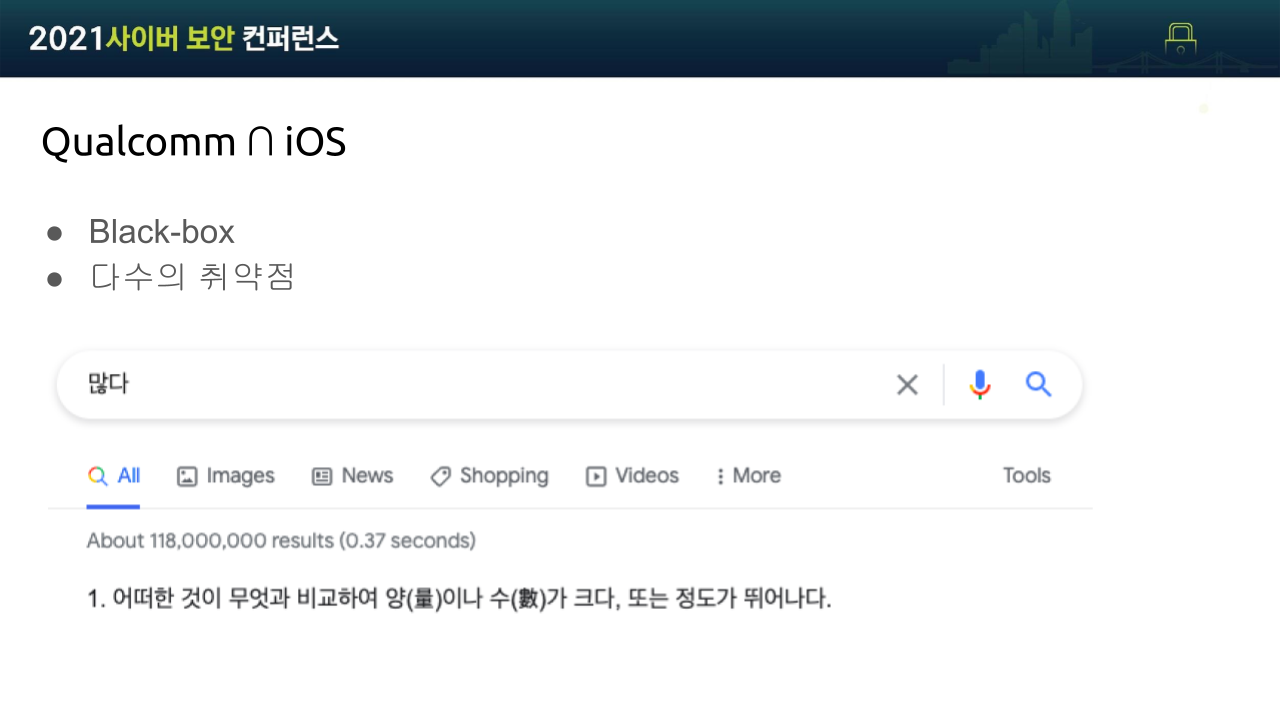 2021사이버 보안 컨퍼런스
Qualcomm ∩ iOS
● Black-box
● 다수의 취약점
많다
All Images News Shopping Videos More Tools
About 118,000,000 results (0.37 seconds)
1. 어떠한 것이 무엇과 비교하여 양(量)이나 수(數)가 크다, 또는 정도가 뛰어나다.